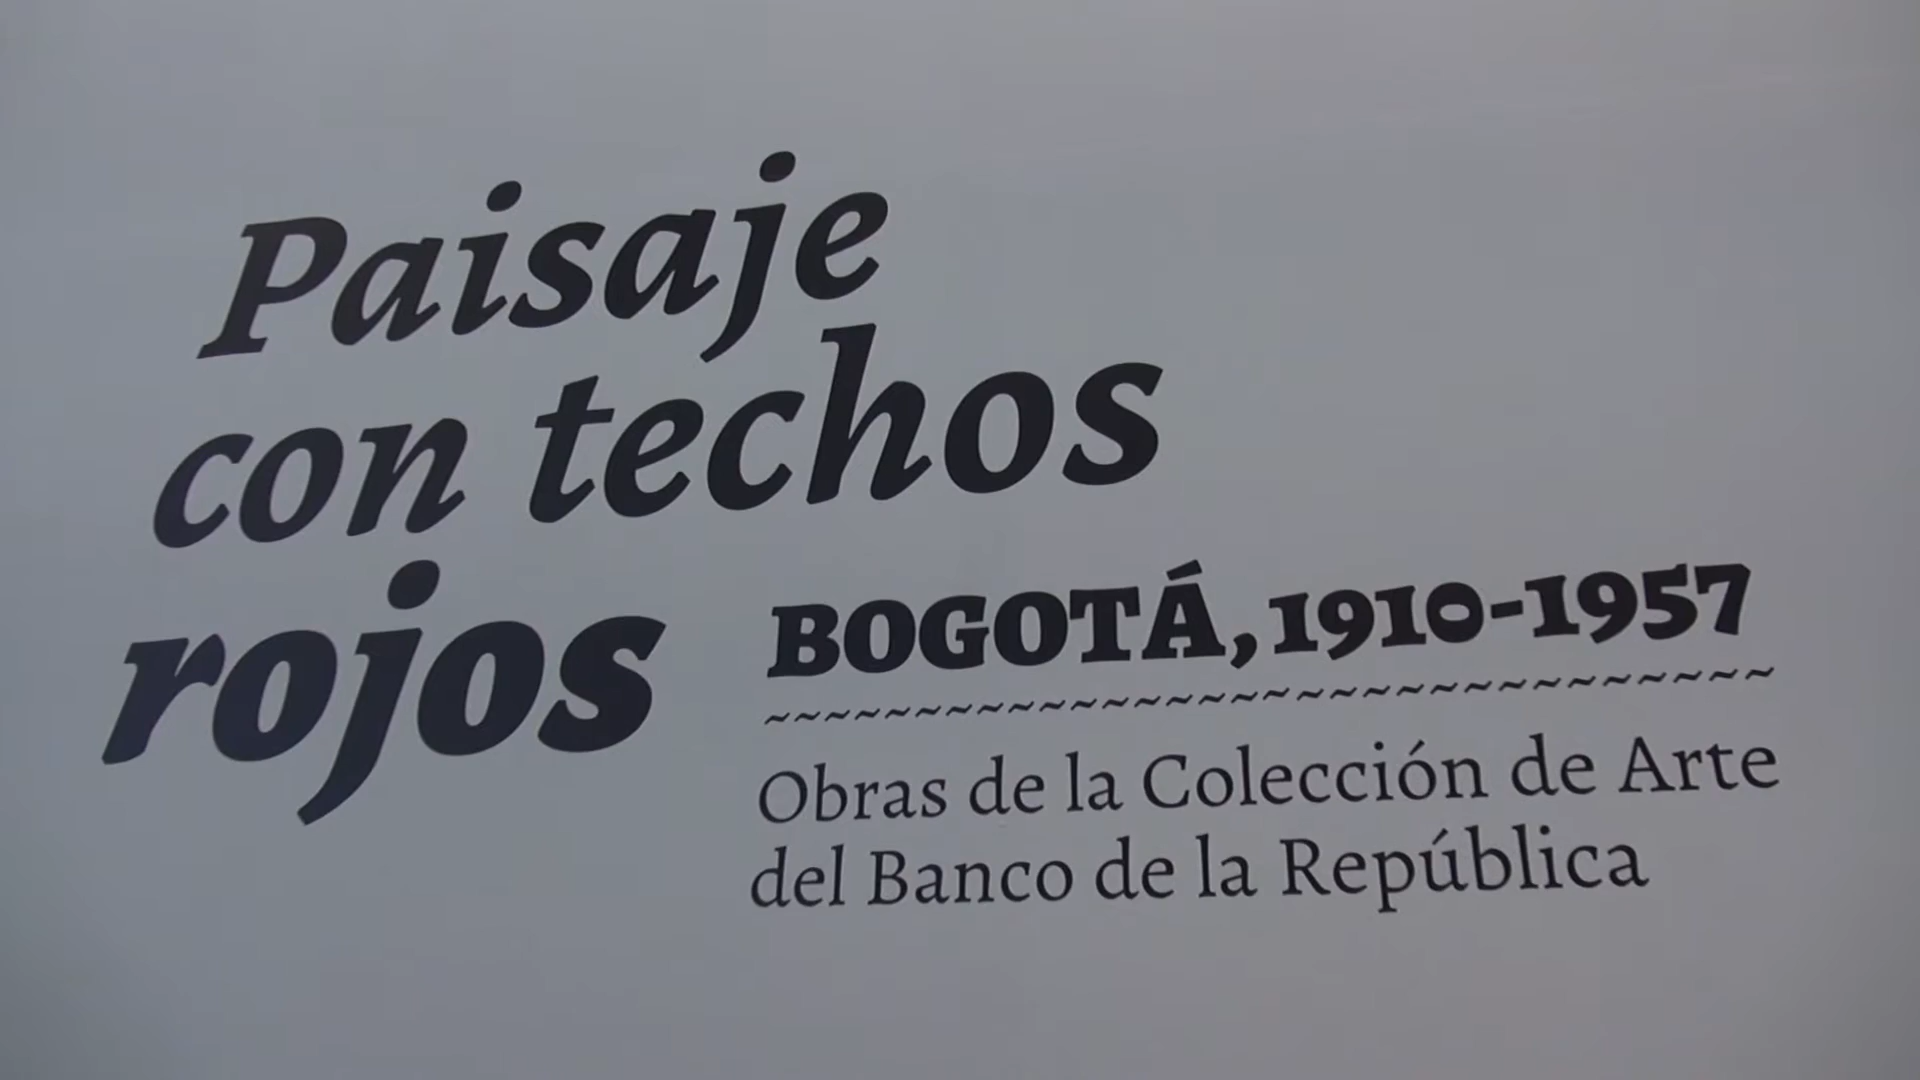 Paisaje
con techos
rojos
BOGOTÁ, 1910-1957
~~~~~~~~~~~~~~~~~~~~~~~~~~~~~~~~~
Obras de la Colección de Arte
del Banco de la República